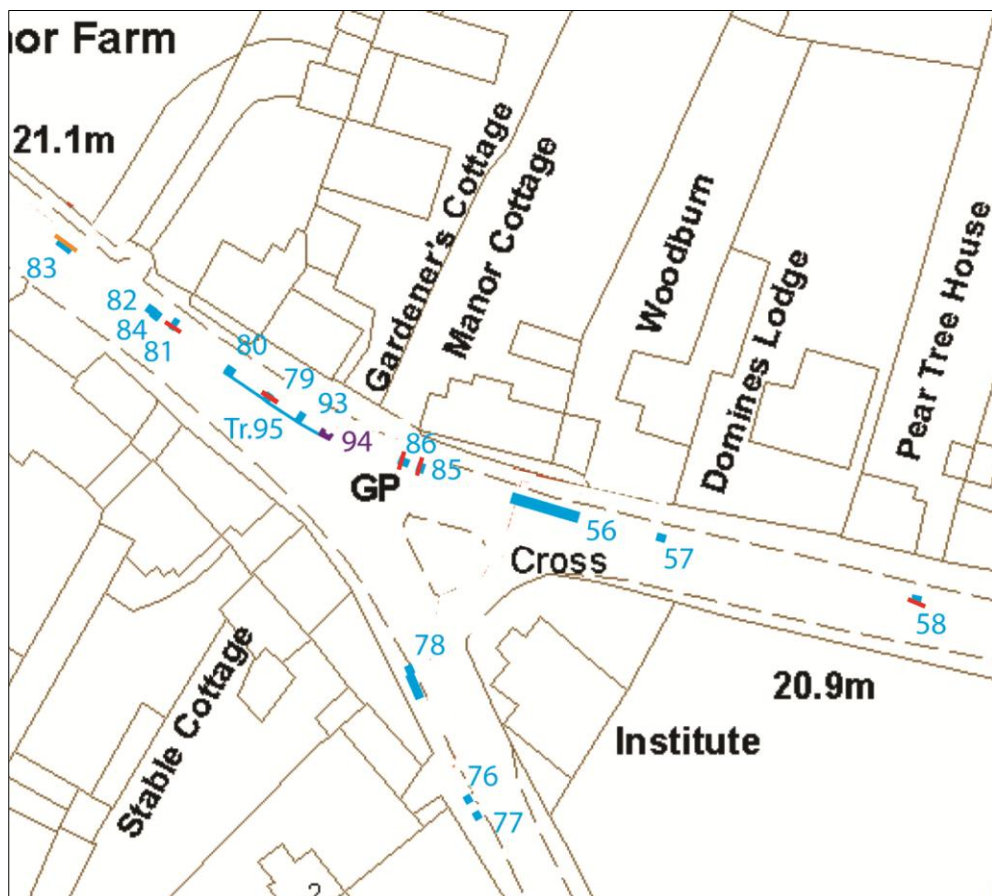 nor Farm
21.1m
Gardener's Cottage
Manor Cottage
Woodburn
Domines Lodge
Pear Tree House
83
82
84
81
80
79
93
Tr.95
94
86
85
GP
56
57
Cross
58
78
20.9m
Institute
Stable Cottage
76
77
2